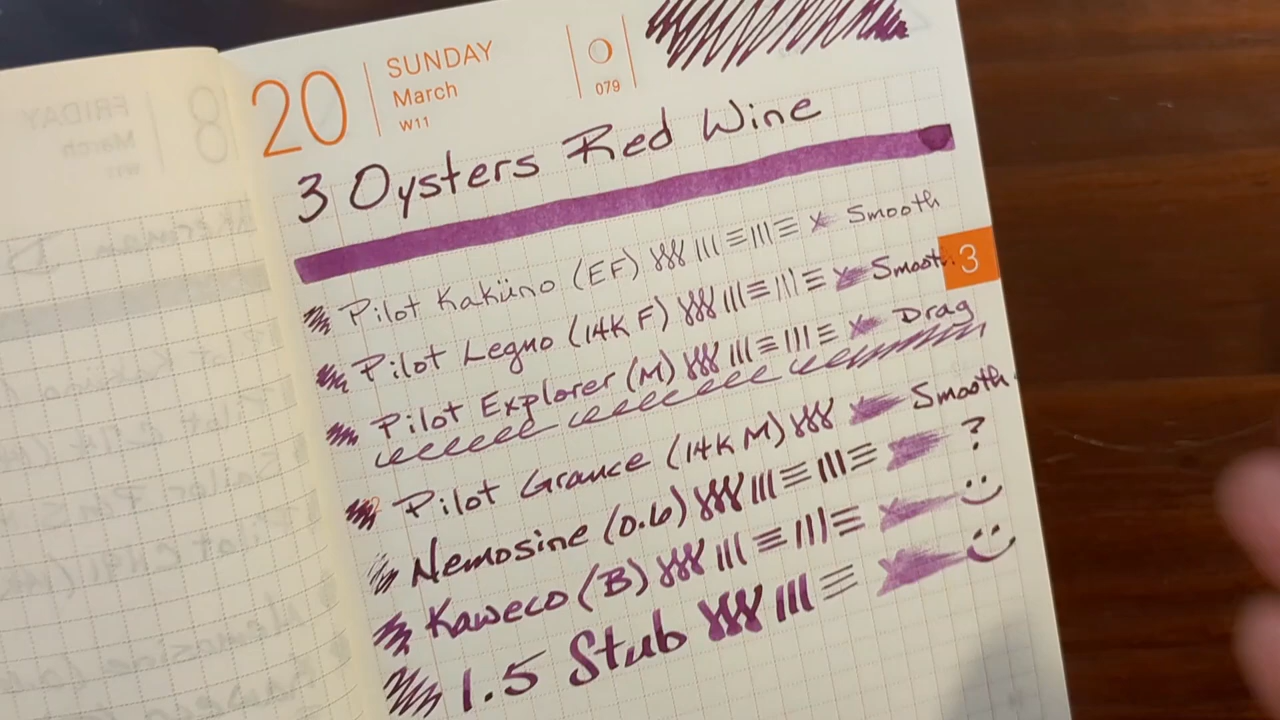 20
SUNDAY
March
W11
079
3 Oysters Red Wine
3
Pilot Kaküno (EF) Smooth
Pilot Legno (14K F) Smooth
Pilot Explorer (M) Drag
Pilot Grance (14K M) Smooth
Nemosine (0.6) ?
Kaweco (B)
1.5 Stub